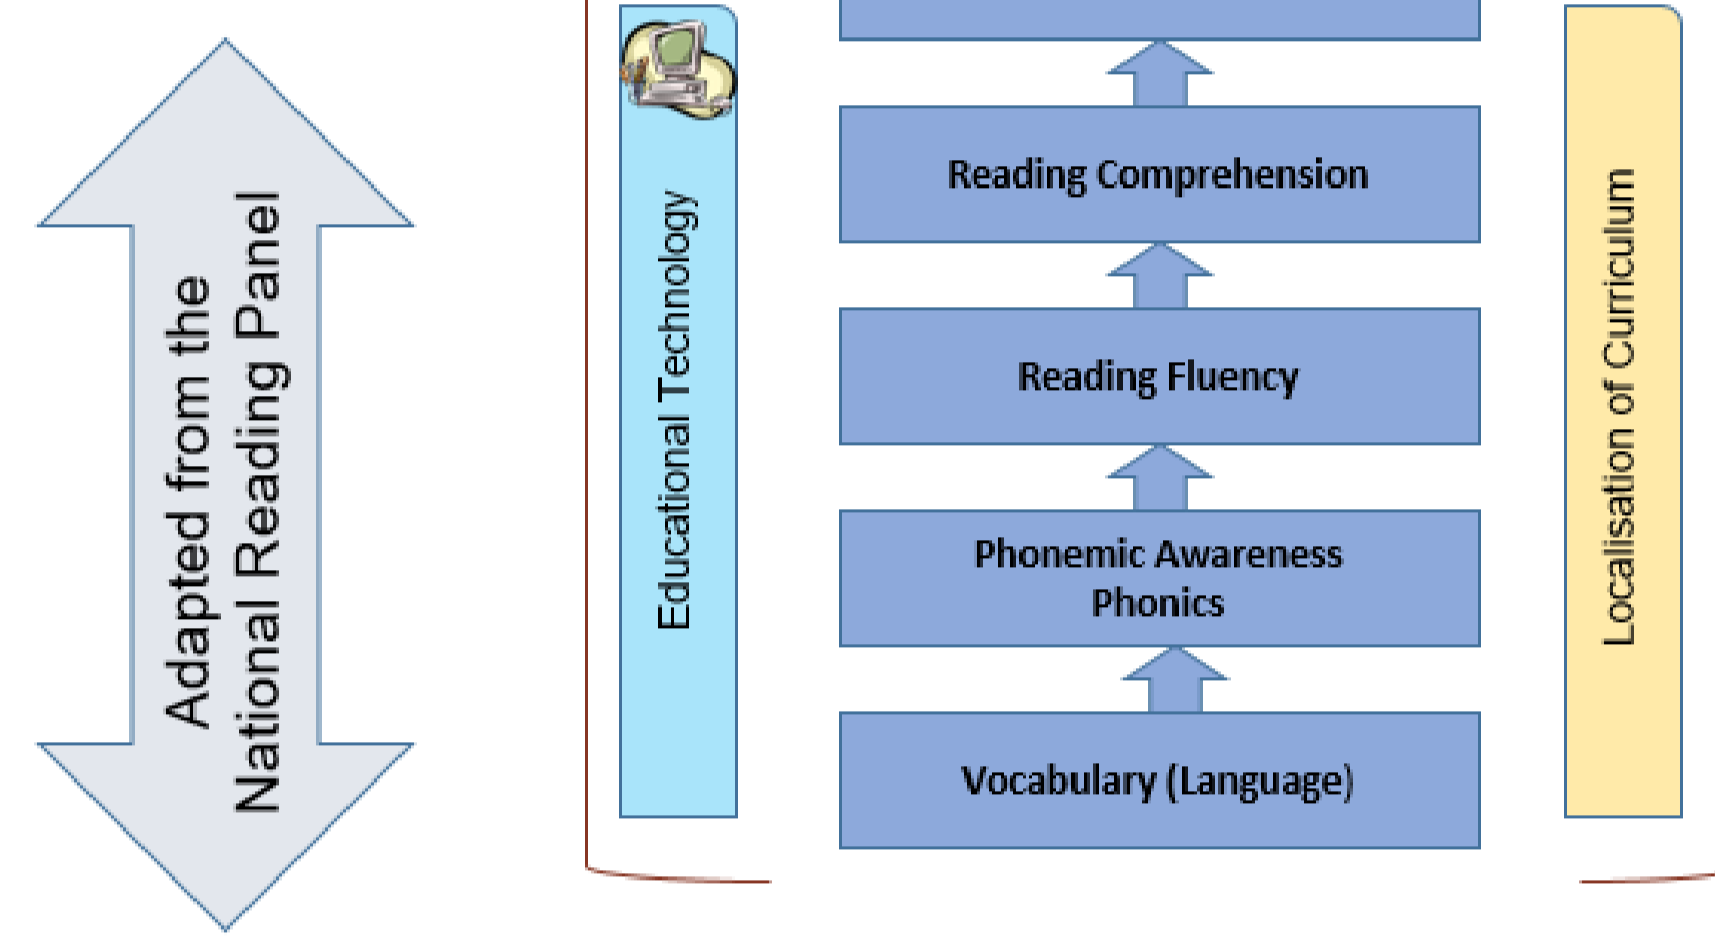 Adapted from the
National Reading Panel
Educational Technology
Reading Comprehension
Reading Fluency
Phonemic Awareness
Phonics
Vocabulary (Language)
Localisation of Curriculum